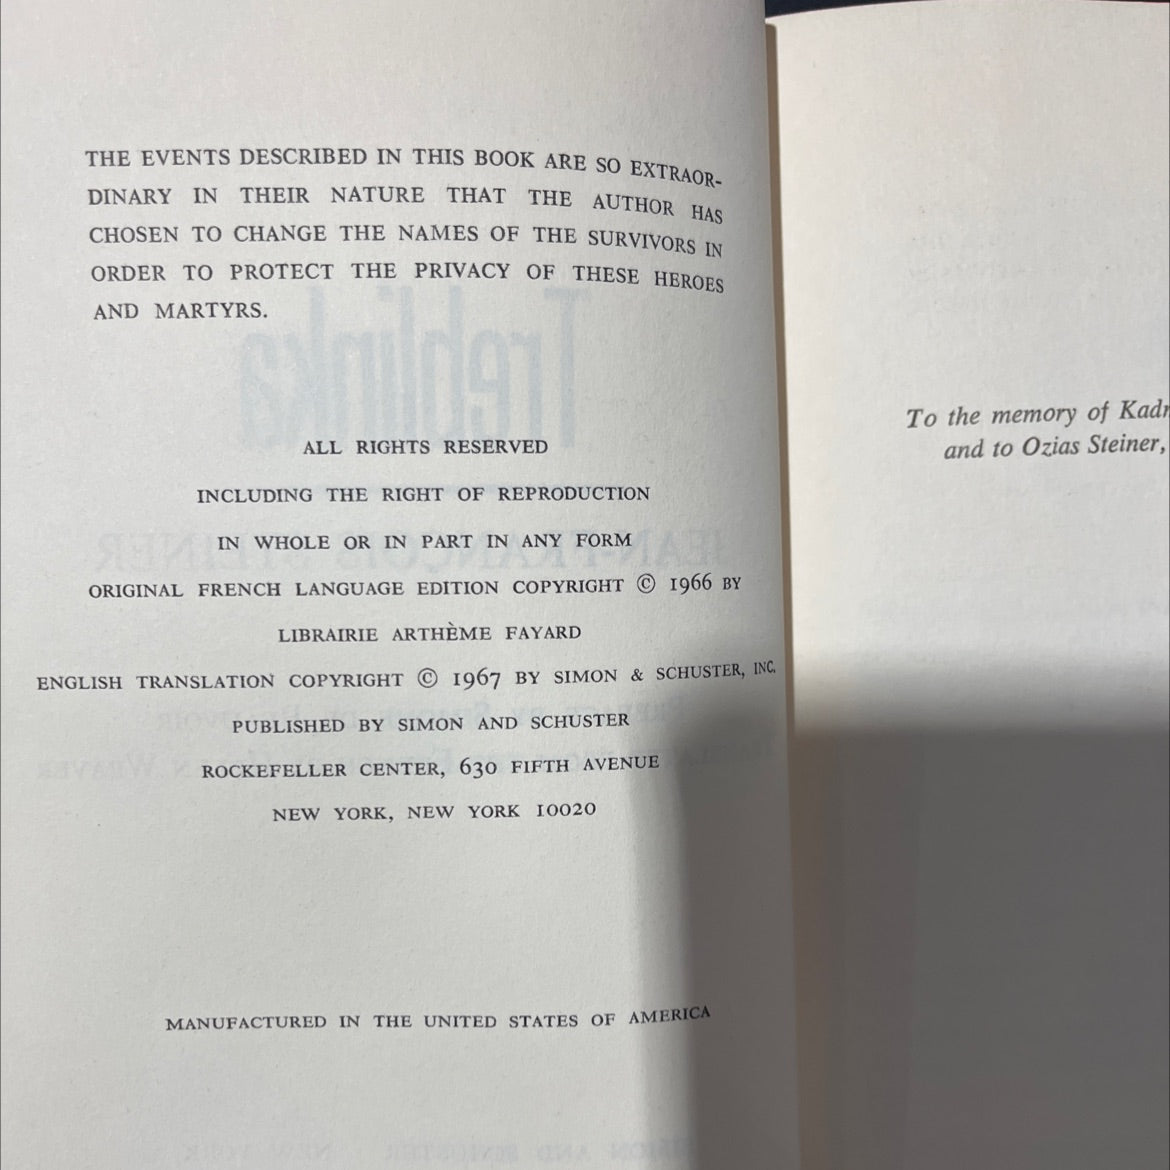 THE EVENTS DESCRIBED IN THIS BOOK ARE SO EXTRAOR-
DINARY IN THEIR NATURE THAT THE AUTHOR HAS
CHOSEN TO CHANGE THE NAMES OF THE SURVIVORS IN
ORDER TO PROTECT THE PRIVACY OF THESE HEROES
AND MARTYRS.
Treblinka
ALL RIGHTS RESERVED
INCLUDING THE RIGHT OF REPRODUCTION
IN WHOLE OR IN PART IN ANY FORM
ORIGINAL FRENCH LANGUAGE EDITION COPYRIGHT © 1966 BY
LIBRAIRIE ARTHÈME FAYARD
ENGLISH TRANSLATION COPYRIGHT © 1967 BY SIMON & SCHUSTER, INC.
PUBLISHED BY SIMON AND SCHUSTER
ROCKEFELLER CENTER, 630 FIFTH AVENUE
NEW YORK, NEW YORK 10020
MANUFACTURED IN THE UNITED STATES OF AMERICA
To the memory of
and to Ozias Steiner,